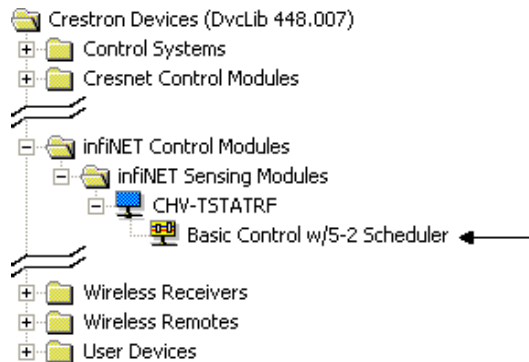 Crestron Devices (DvcLib 448.007)
Control Systems
Cresnet Control Modules
infiNET Control Modules
infiNET Sensing Modules
CHV-TSTATRF
Basic Control w/5-2 Scheduler
Wireless Receivers
Wireless Remotes
User Devices